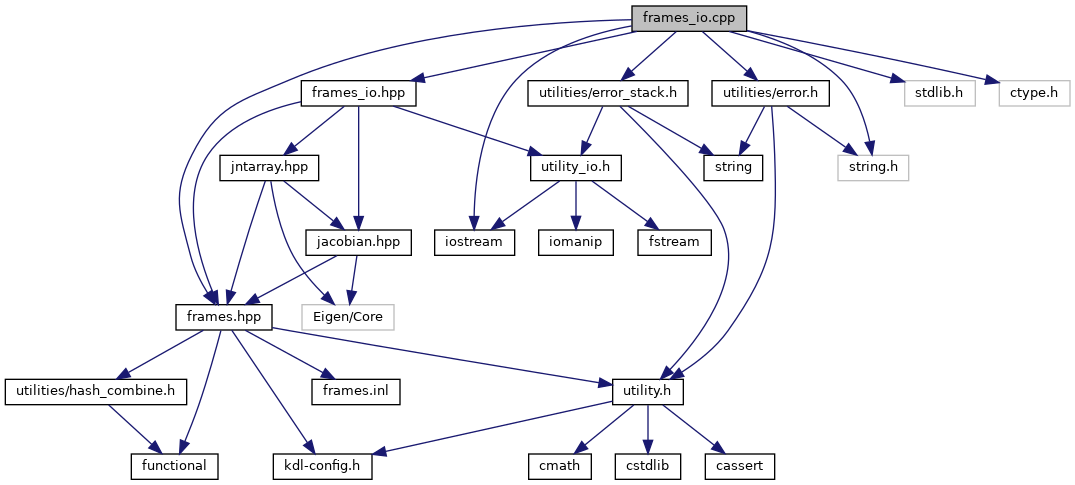 frames_io.cpp
frames_io.hpp
utilities/error_stack.h
utilities/error.h
stdlib.h
ctype.h
jntarray.hpp
utility_io.h
string
string.h
jacobian.hpp
iostream
iomanip
fstream
frames.hpp
Eigen/Core
utilities/hash_combine.h
frames.inl
utility.h
functional
kdl-config.h
cmath
cstdlib
cassert